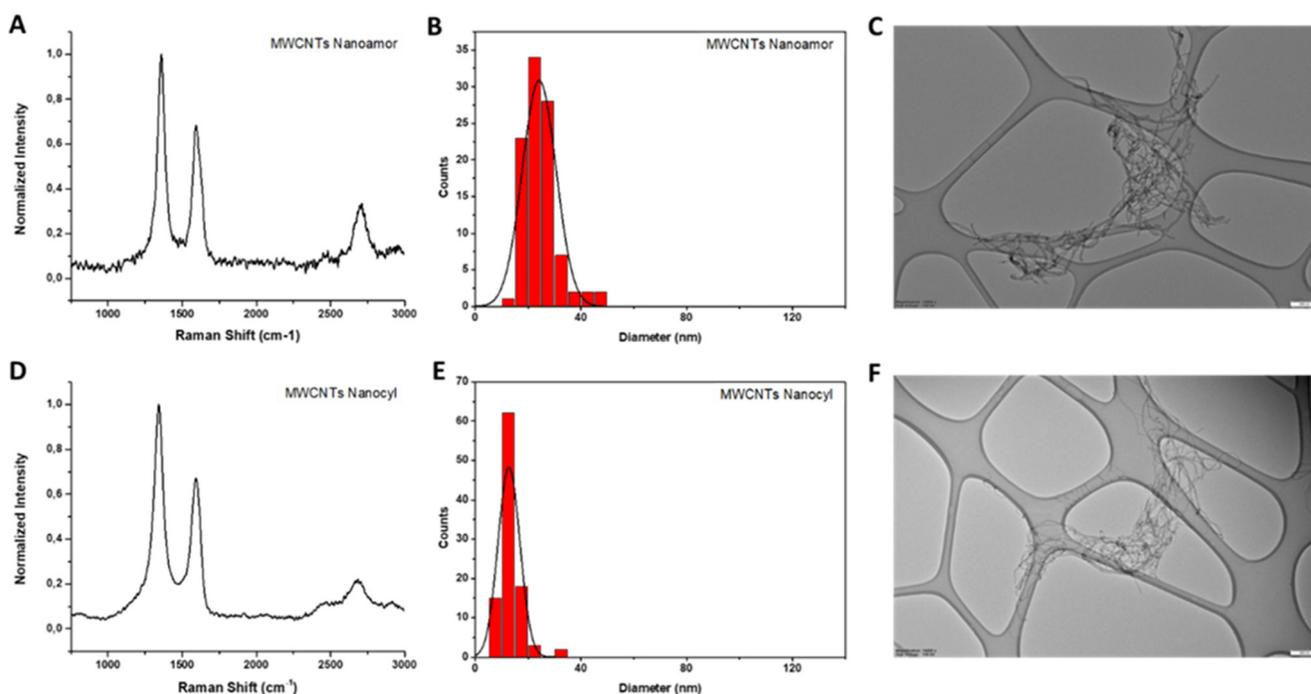 A
MWCNTs Nanoamor
Normalized Intensity
1,0
0,8
0,6
0,4
0,2
0,0
1000 1500 2000 2500 3000
Raman Shift (cm-1)
B
MWCNTs Nanoamor
Counts
35
30
25
20
15
10
5
0
0 40 80 120
Diameter (nm)
C
D
MWCNTs Nanocyl
Normalized Intensity
1,0
0,8
0,6
0,4
0,2
0,0
1000 1500 2000 2500 3000
Raman Shift (cm⁻¹)
E
MWCNTs Nanocyl
Counts
70
60
50
40
30
20
10
0
0 40 80 120
Diameter (nm)
F